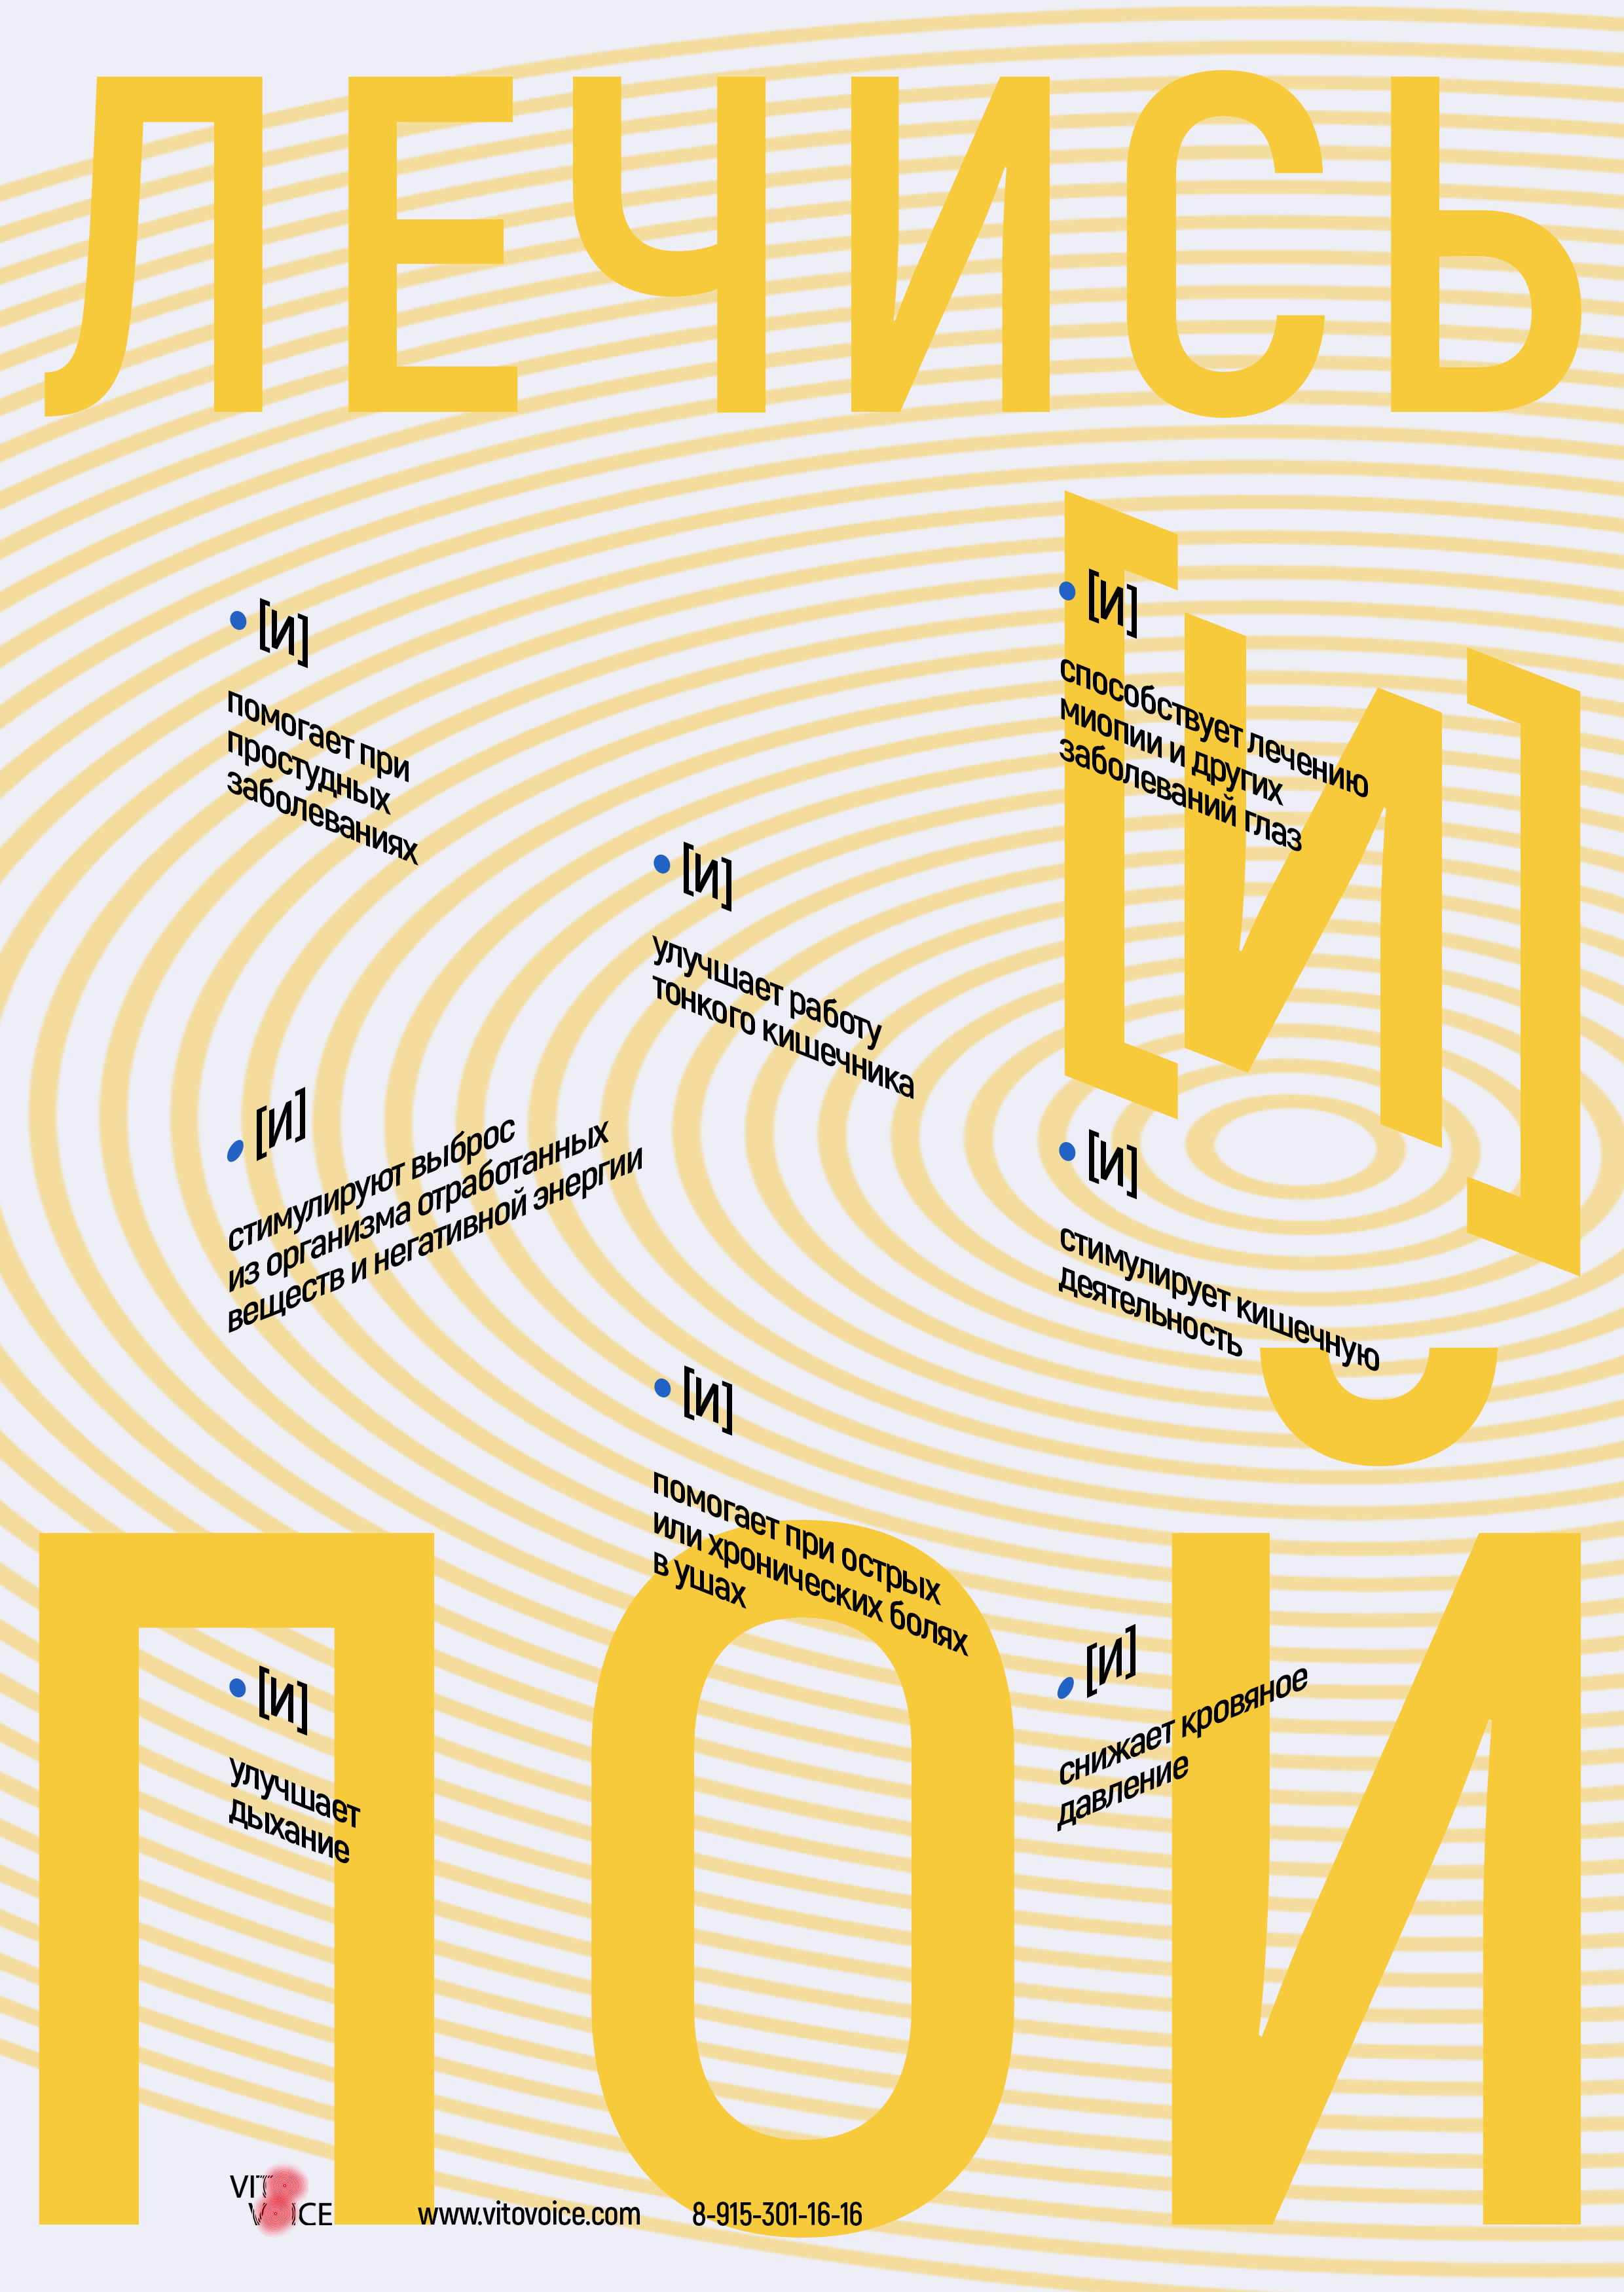 ЛЕЧИСЬ
[И]
• [И]
помогает при
простудных
заболеваниях
• [И]
способствует лечению
миопии и других
заболеваний глаз
• [И]
улучшает работу
тонкого кишечника
• [И]
стимулируют выброс
из организма отработанных
веществ и негативной энергии
• [И]
стимулирует кишечную
деятельность
• [И]
помогает при острых
или хронических болях
в ушах
ПОЙ
• [И]
улучшает
дыхание
• [И]
снижает кровяное
давление
VITO
VOICE
www.vitovoice.com
8-915-301-16-16